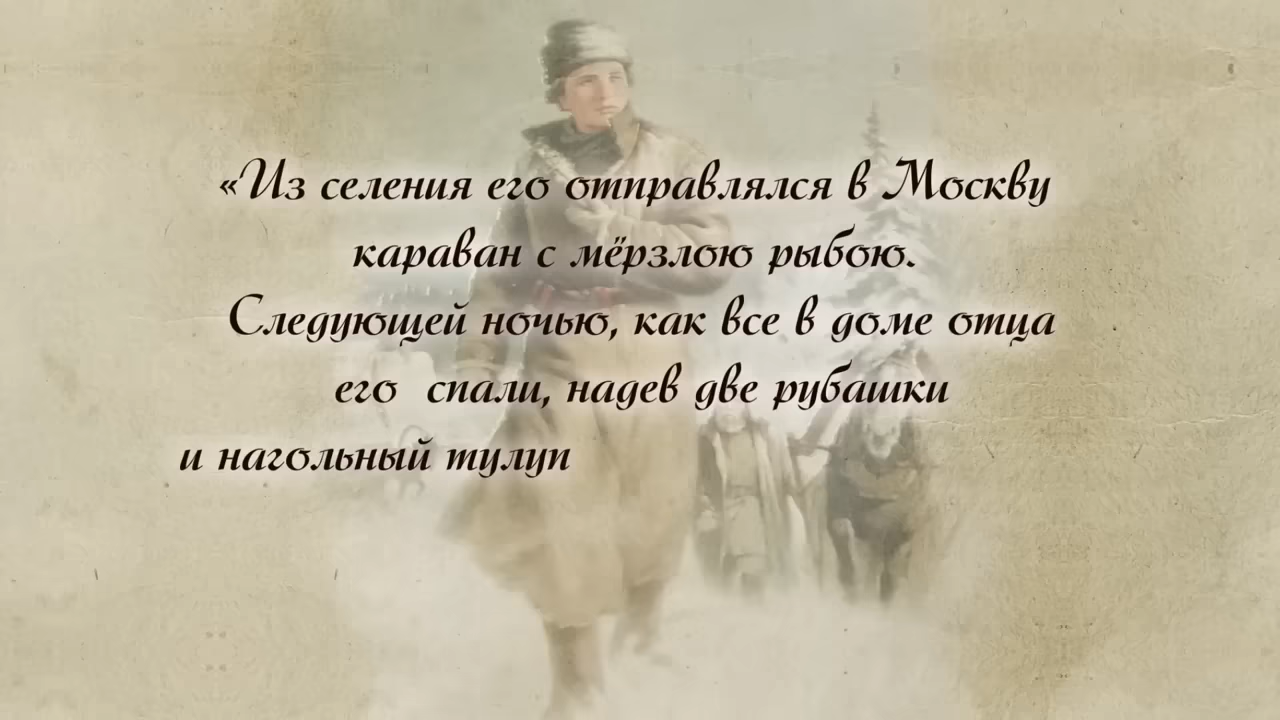 «Из селения его отправлялся в Москву
караван с мёрзлою рыбою.
Следующей ночью, как все в доме отца
его спали, надев две рубашки
и нагольный тулуп